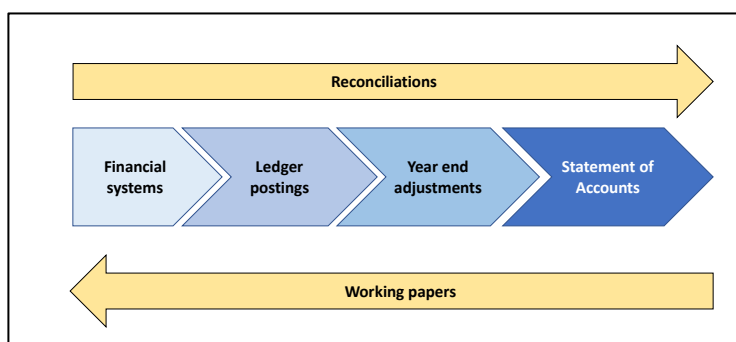 Reconciliations
Financial
systems
Ledger
postings
Year end
adjustments
Statement of
Accounts
Working papers